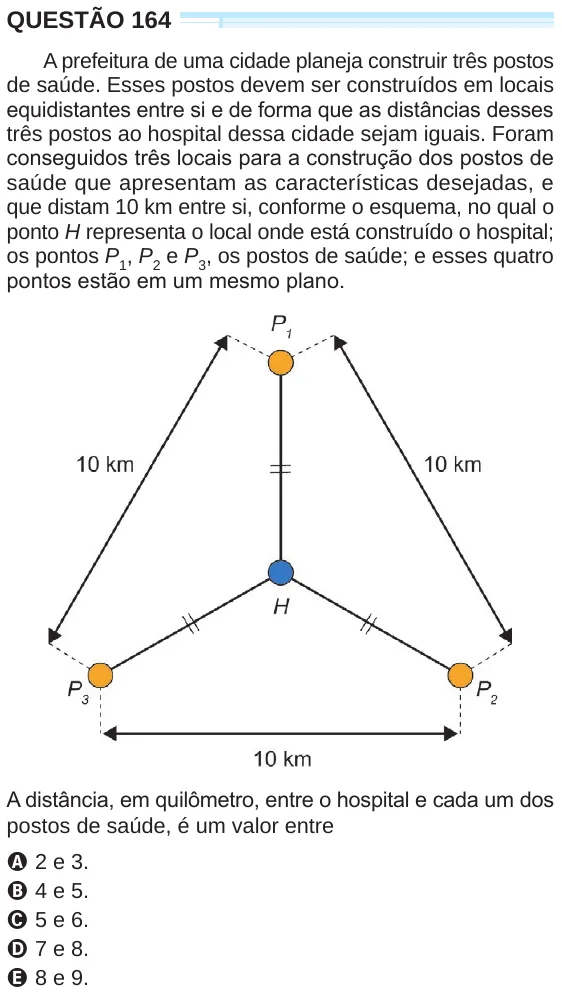 QUESTÃO 164
A prefeitura de uma cidade planeja construir três postos
de saúde. Esses postos devem ser construídos em locais
equidistantes entre si e de forma que as distâncias desses
três postos ao hospital dessa cidade sejam iguais. Foram
conseguidos três locais para a construção dos postos de
saúde que apresentam as características desejadas, e
que distam 10 km entre si, conforme o esquema, no qual o
ponto H representa o local onde está construído o hospital;
os pontos P₁, P₂ e P₃, os postos de saúde; e esses quatro
pontos estão em um mesmo plano.
P₁
10 km
10 km
H
P₃
P₂
10 km
A distância, em quilômetro, entre o hospital e cada um dos
postos de saúde, é um valor entre
A 2 e 3.
B 4 e 5.
C 5 e 6.
D 7 e 8.
E 8 e 9.